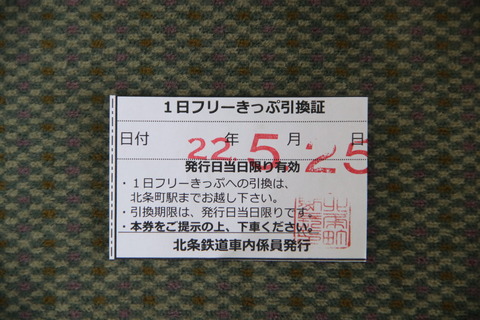 1日フリーきっぷ引換証
日付 22年 5月 25日
発行日当日限り有効
・1日フリーきっぷへの引換は、
北条町駅までお越し下さい。
・引換期限は、発行日当日限りです。
・本券をご提示の上、下車ください。
北条鉄道車内係員発行